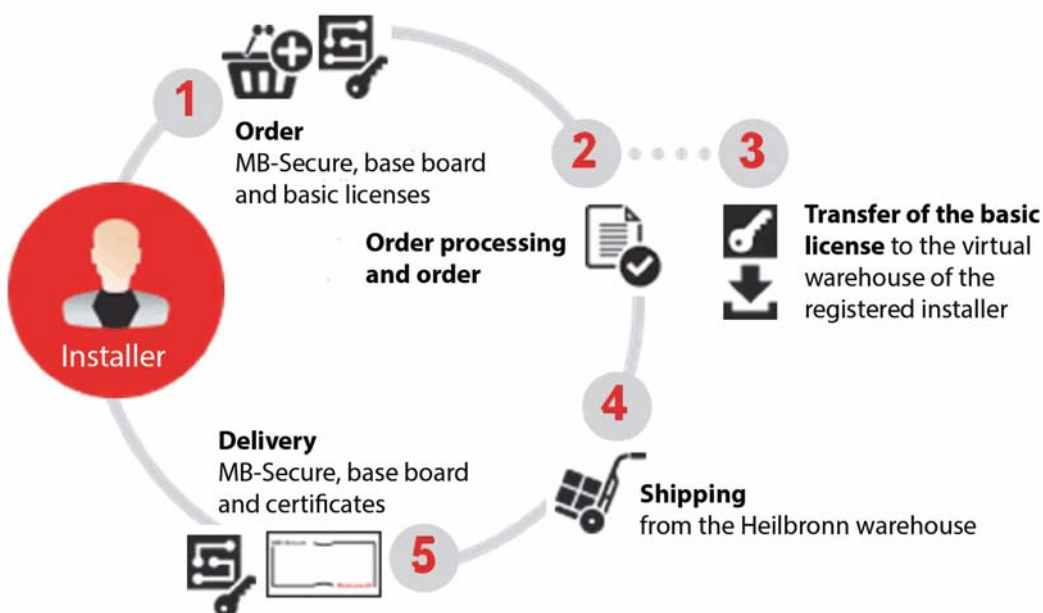 1
Order
MB-Secure, base board
and basic licenses
2
Order processing
and order
3
Transfer of the basic
license to the virtual
warehouse of the
registered installer
Installer
4
Shipping
from the Heilbronn warehouse
Delivery
MB-Secure, base board
and certificates
MB-Secure
5